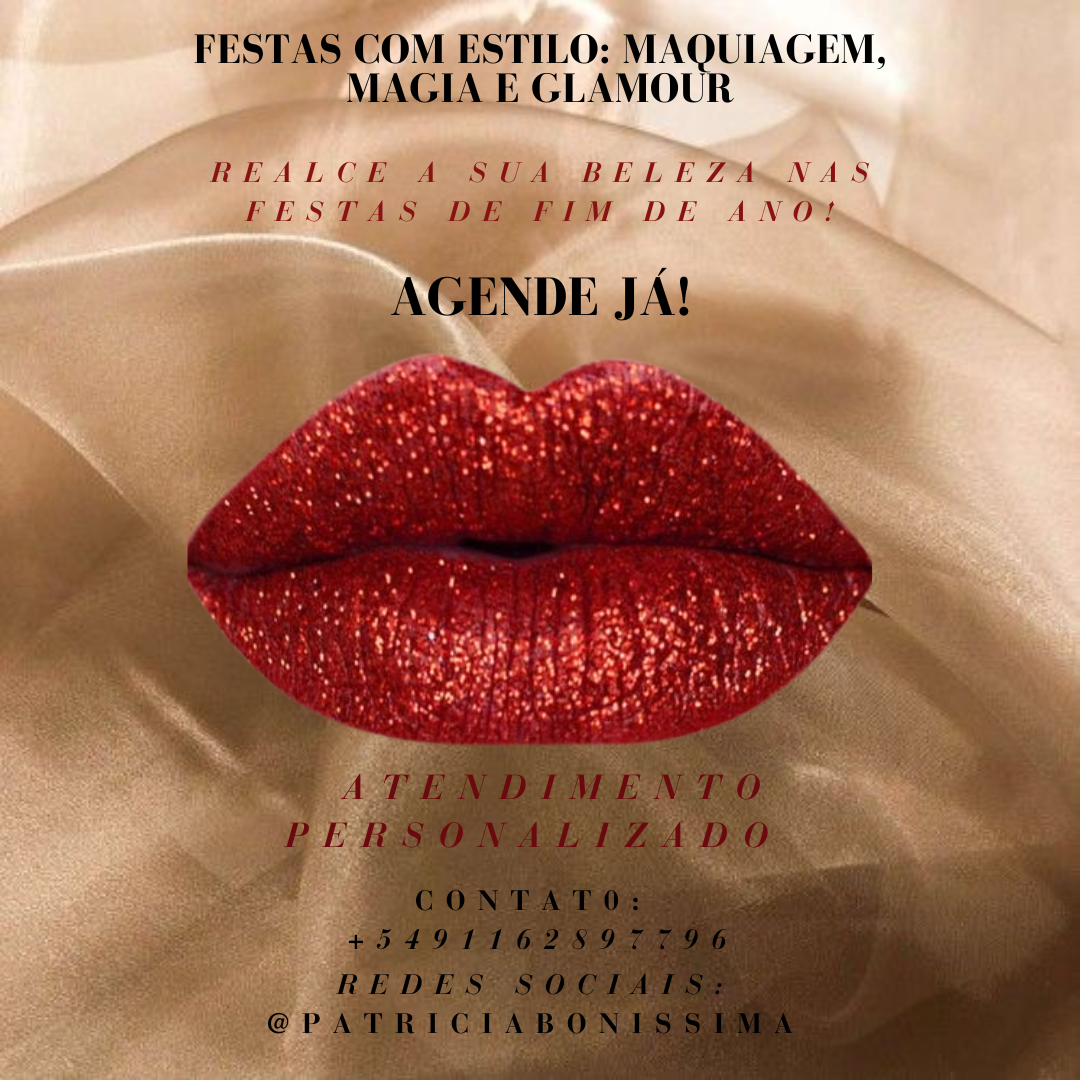 FESTAS COM ESTILO: MAQUIAGEM,
MAGIA E GLAMOUR
REALCE A SUA BELEZA NAS
FESTAS DE FIM DE ANO!
AGENDE JÁ!
ATENDIMENTO
PERSONALIZADO
CONTAT0:
+5491162897796
REDES SOCIAIS:
@PATRICIABONISSIMA